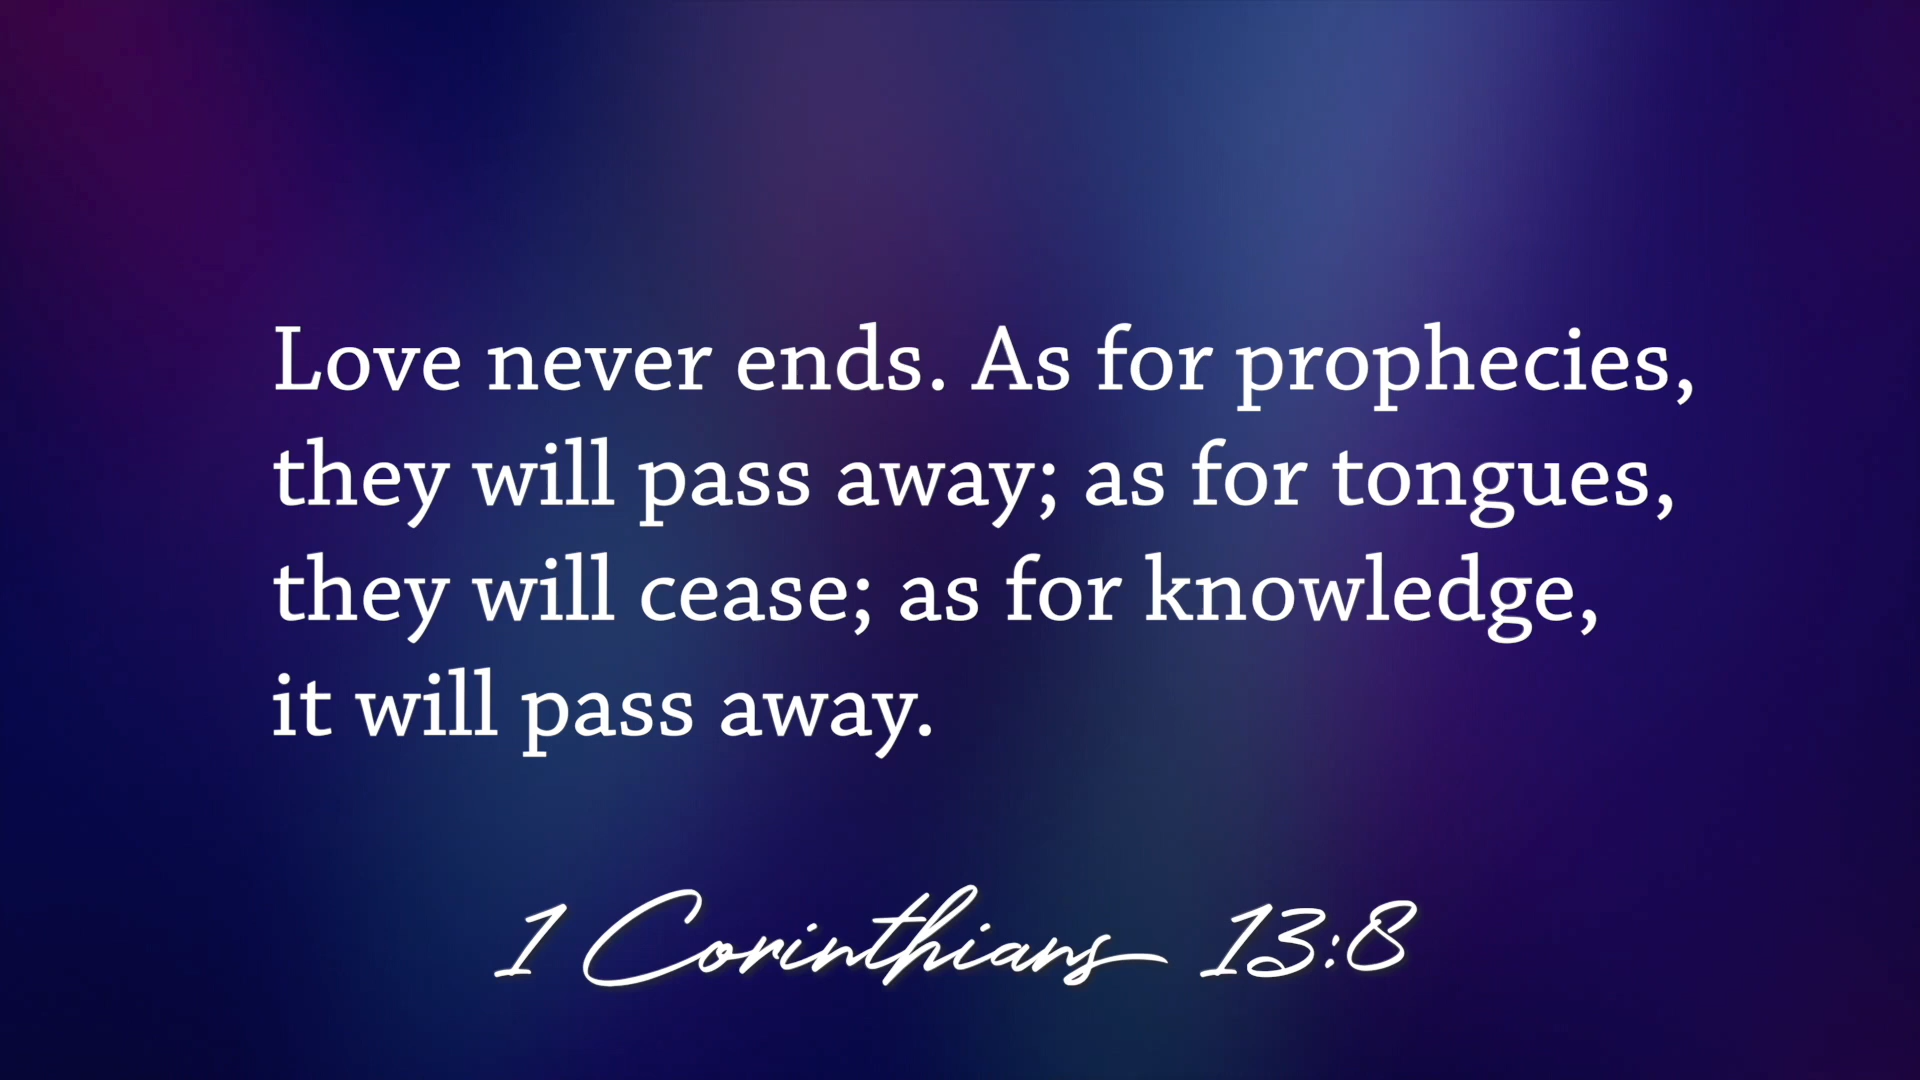 Love never ends. As for prophecies,
they will pass away; as for tongues,
they will cease; as for knowledge,
it will pass away.
1 Corinthians 13:8